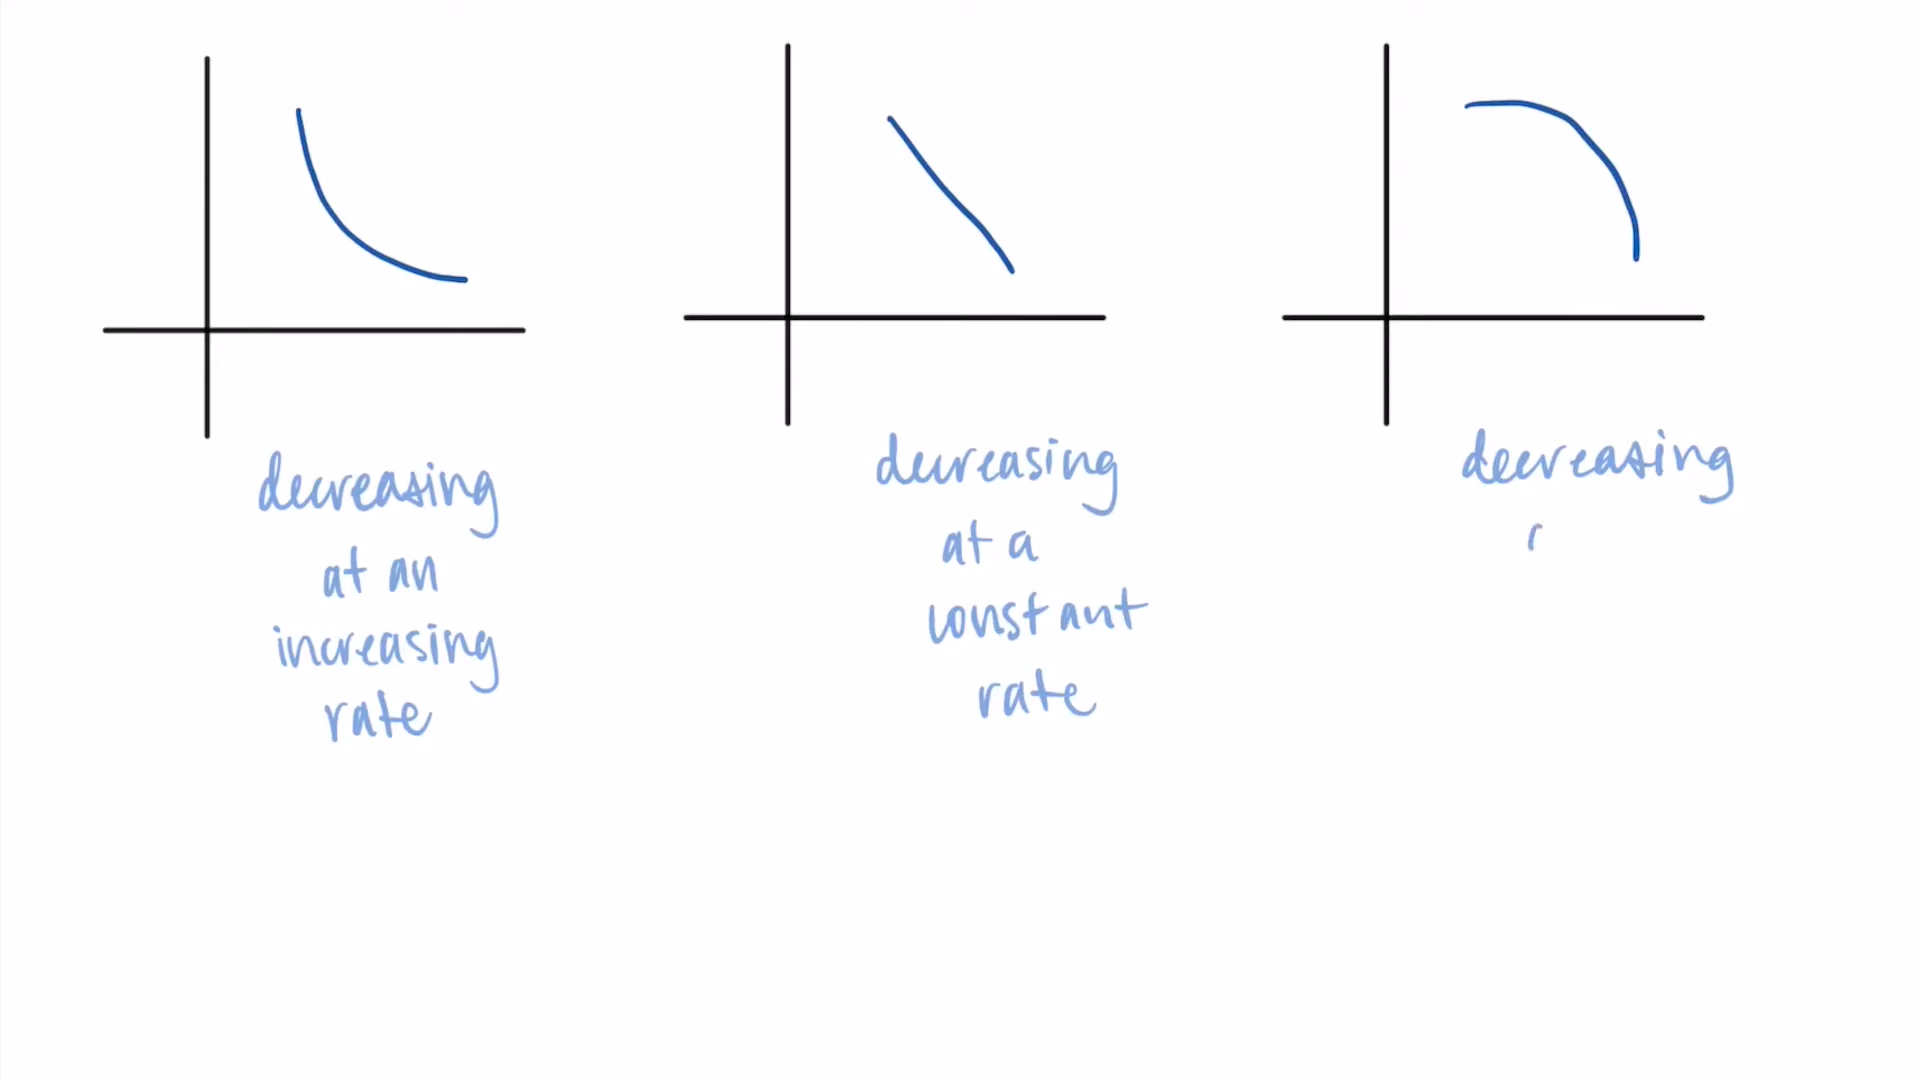 decreasing
at an
increasing
rate
decreasing
at a
constant
rate
decreasing